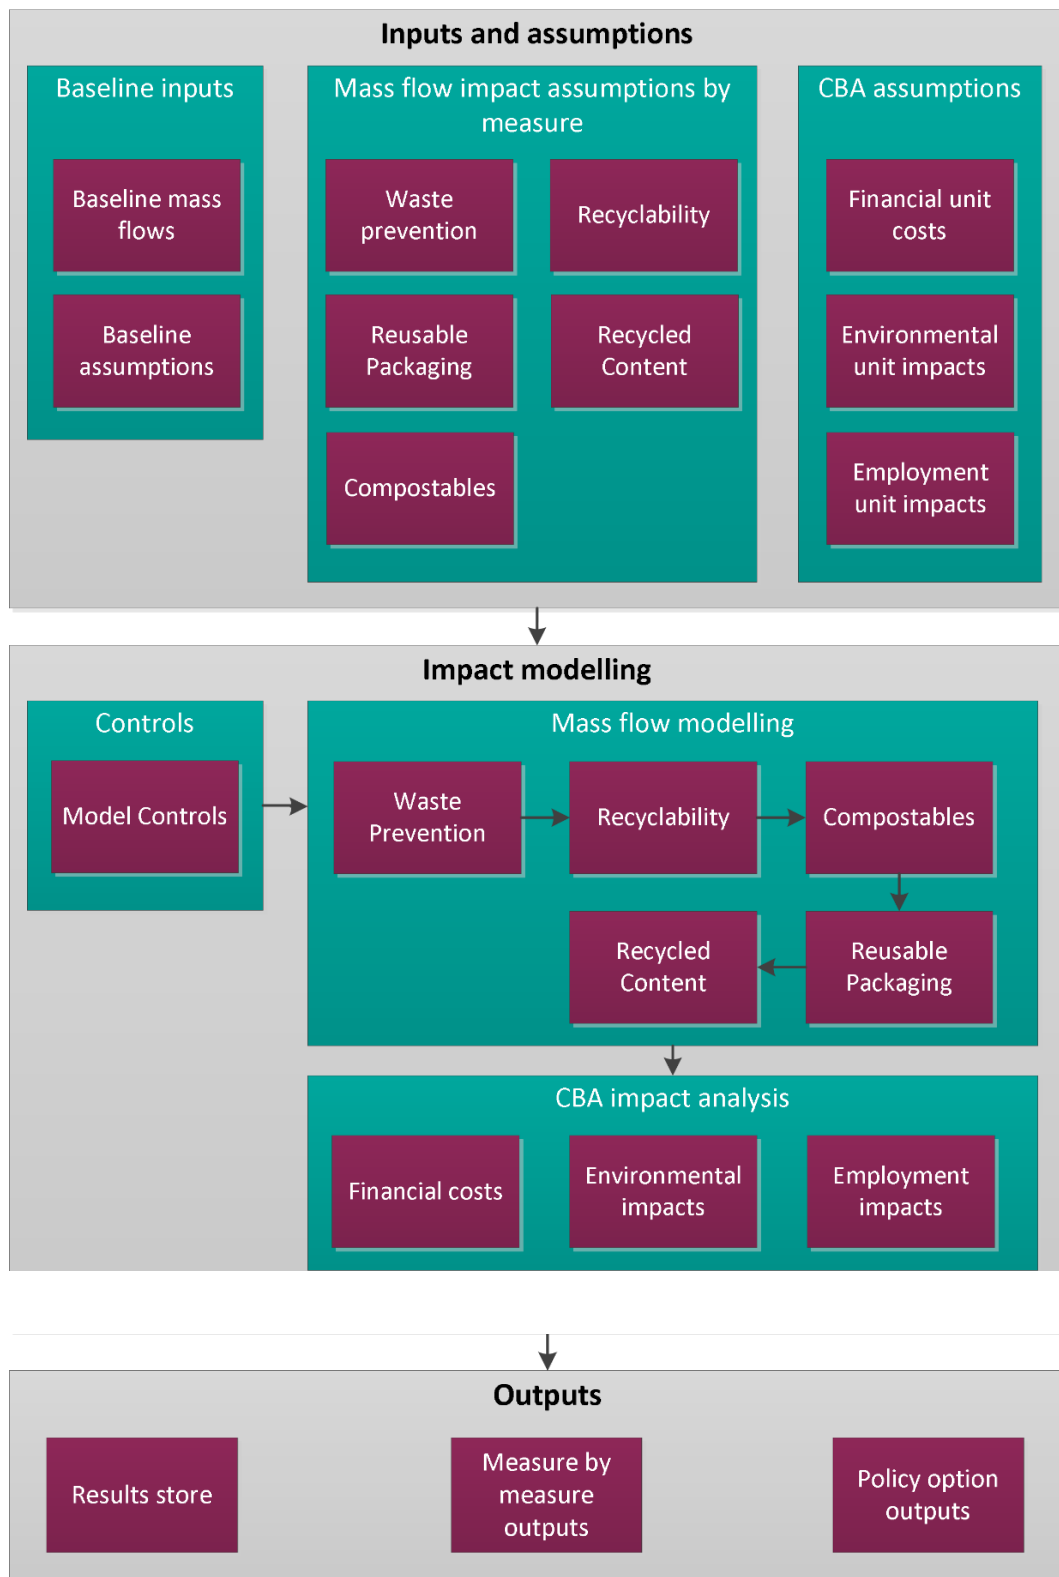 Inputs and assumptions
Baseline inputs
Baseline mass
flows
Baseline
assumptions
Mass flow impact assumptions by
measure
Waste
prevention
Recyclability
Reusable
Packaging
Recycled
Content
Compostables
CBA assumptions
Financial unit
costs
Environmental
unit impacts
Employment
unit impacts
Impact modelling
Controls
Model Controls
Mass flow modelling
Waste
Prevention
Recyclability
Compostables
Recycled
Content
Reusable
Packaging
CBA impact analysis
Financial costs
Environmental
impacts
Employment
impacts
Outputs
Results store
Measure by
measure
outputs
Policy option
outputs